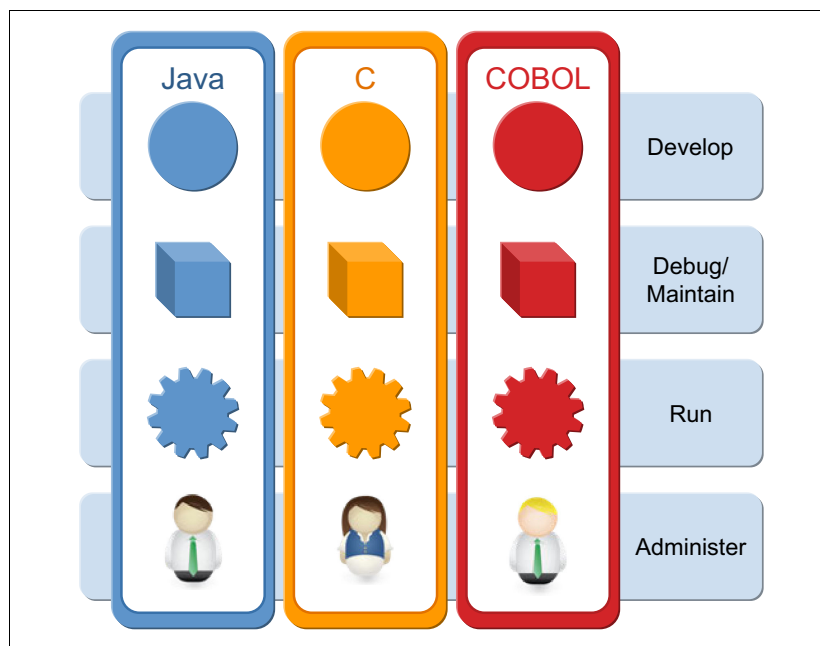 Java
C
COBOL
Develop
Debug/
Maintain
Run
Administer